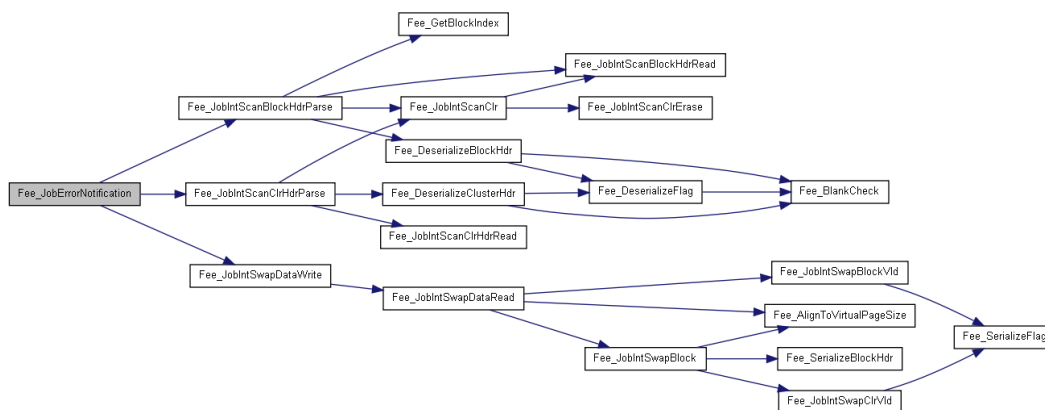 Fee_GetBlockIndex
Fee_JobIntScanBlockHdrRead
Fee_JobIntScanBlockHdrParse
Fee_JobIntScanClr
Fee_JobIntScanClrErase
Fee_DeserializeBlockHdr
Fee_JobErrorNotification
Fee_JobIntScanClrHdrParse
Fee_DeserializeClusterHdr
Fee_DeserializeFlag
Fee_BlankCheck
Fee_JobIntScanClrHdrRead
Fee_JobIntSwapDataWrite
Fee_JobIntSwapBlockVld
Fee_JobIntSwapDataRead
Fee_AlignToVirtualPageSize
Fee_SerializeFlag
Fee_JobIntSwapBlock
Fee_SerializeBlockHdr
Fee_JobIntSwapClrVld